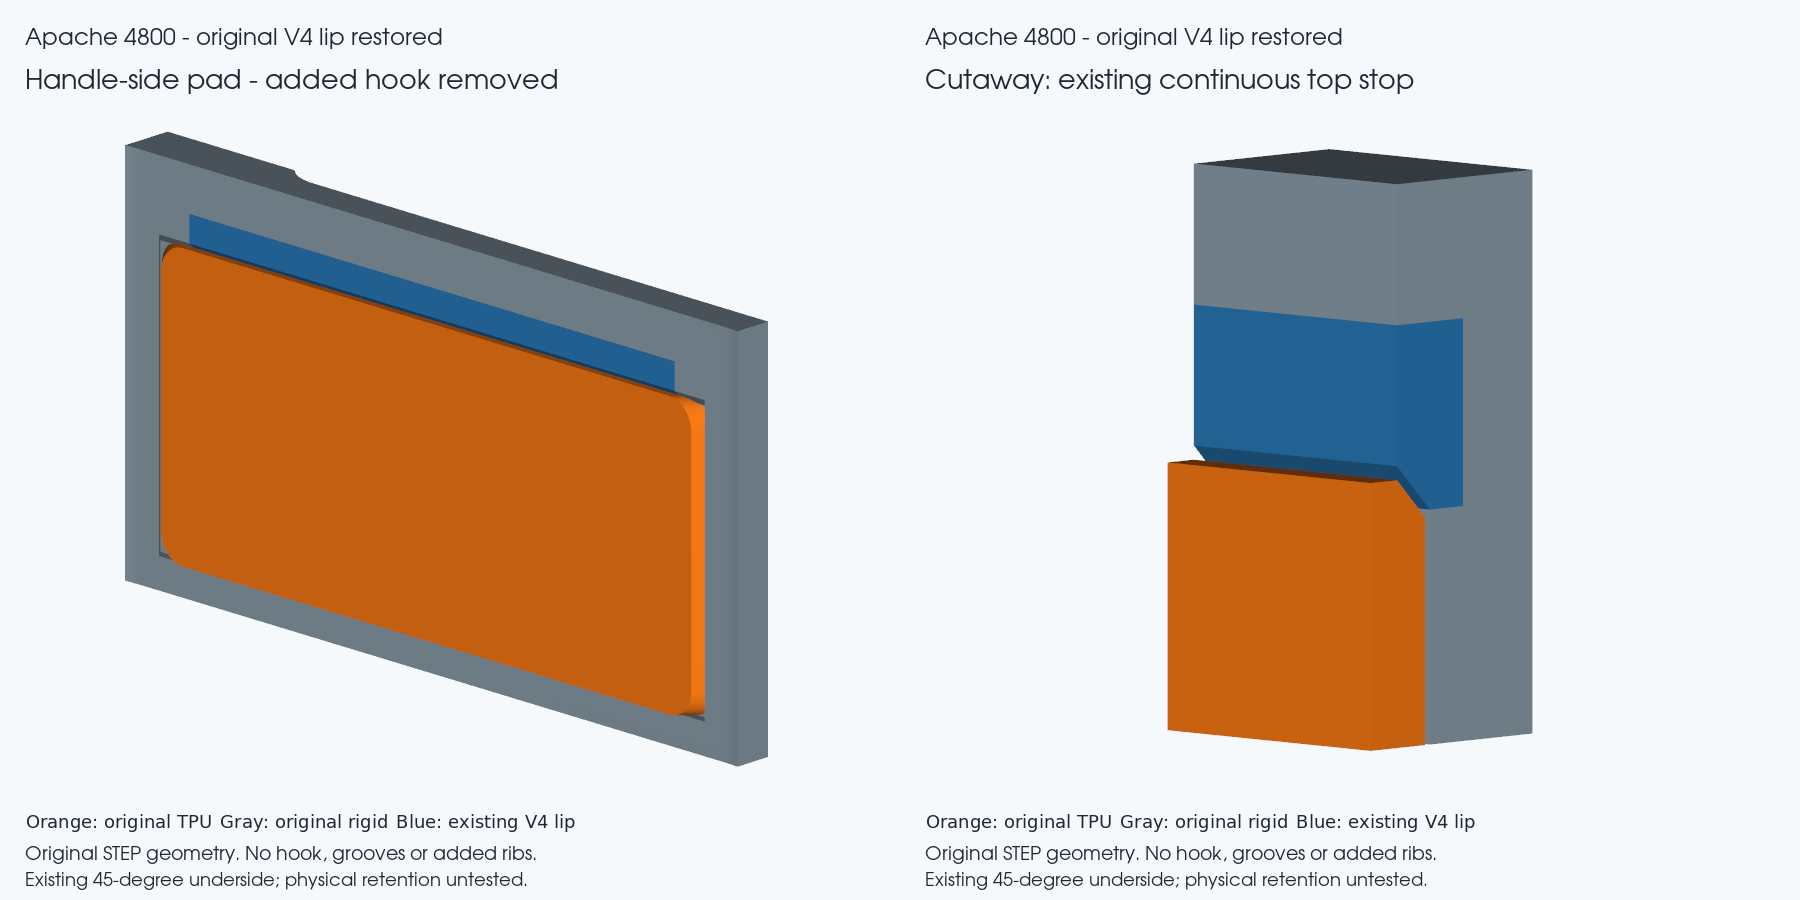 Apache 4800 - original V4 lip restored
Handle-side pad - added hook removed
Orange: original TPU Gray: original rigid Blue: existing V4 lip
Original STEP geometry. No hook, grooves or added ribs.
Existing 45-degree underside; physical retention untested.
Apache 4800 - original V4 lip restored
Cutaway: existing continuous top stop
Orange: original TPU Gray: original rigid Blue: existing V4 lip
Original STEP geometry. No hook, grooves or added ribs.
Existing 45-degree underside; physical retention untested.